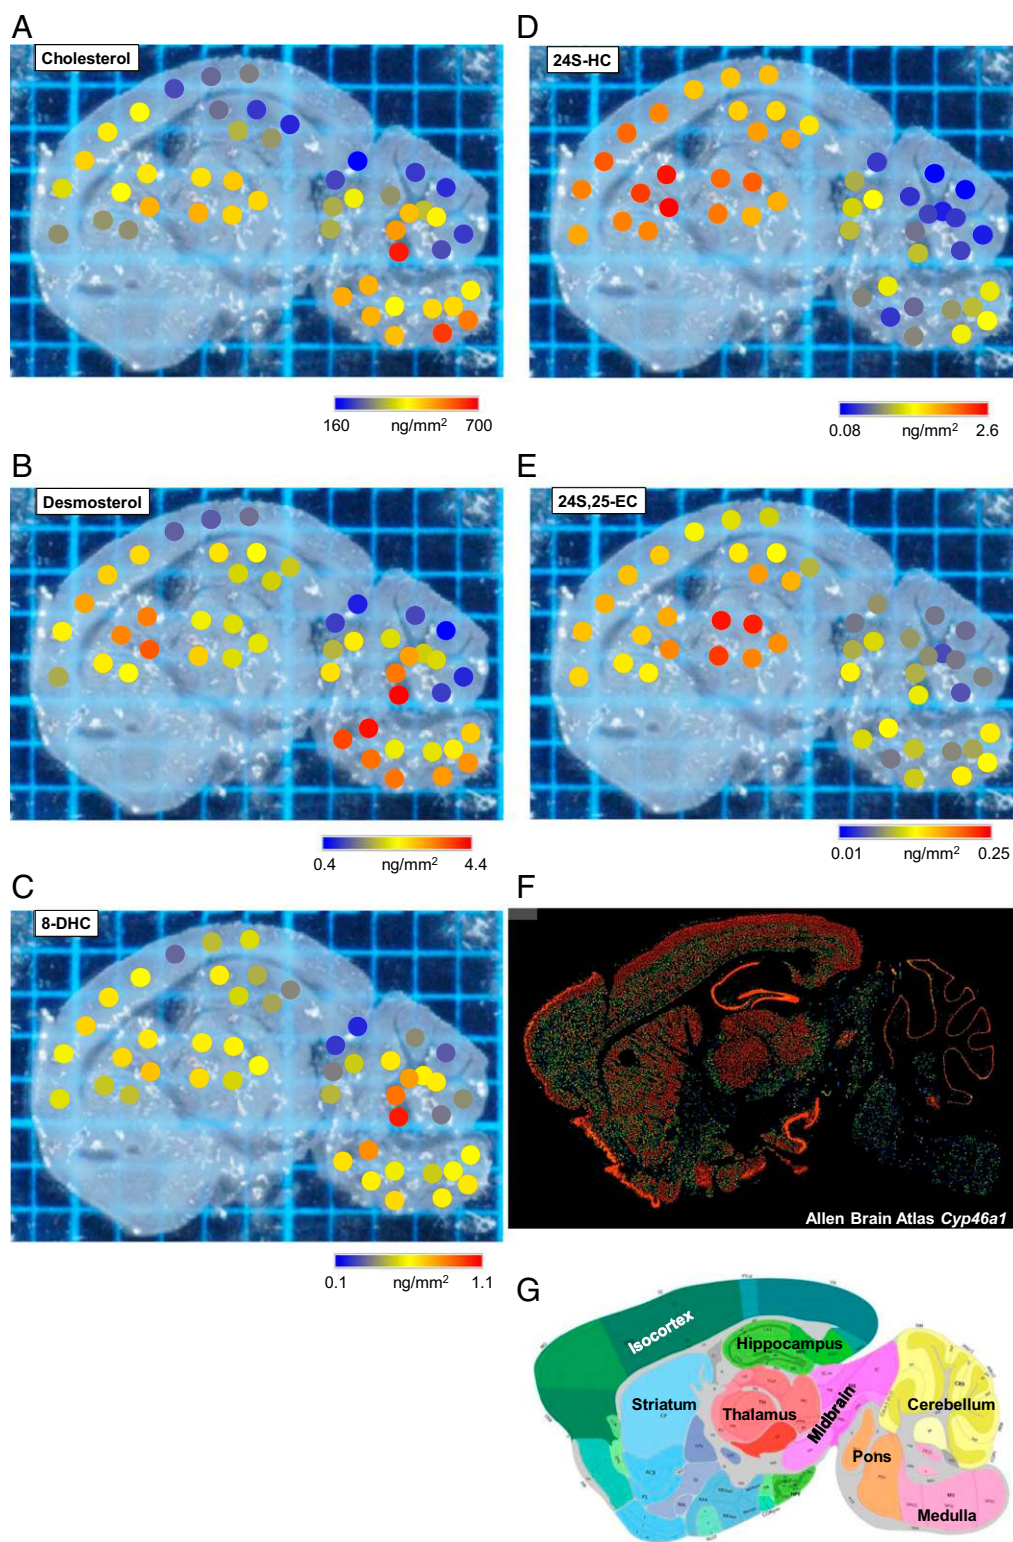 A
Cholesterol
160 ng/mm² 700
B
Desmosterol
0.4 ng/mm² 4.4
C
8-DHC
0.1 ng/mm² 1.1
D
24S-HC
0.08 ng/mm² 2.6
E
24S,25-EC
0.01 ng/mm² 0.25
F
Allen Brain Atlas Cyp46a1
G
Isocortex
Hippocampus
Striatum
Thalamus
Midbrain
Cerebellum
Pons
Medulla